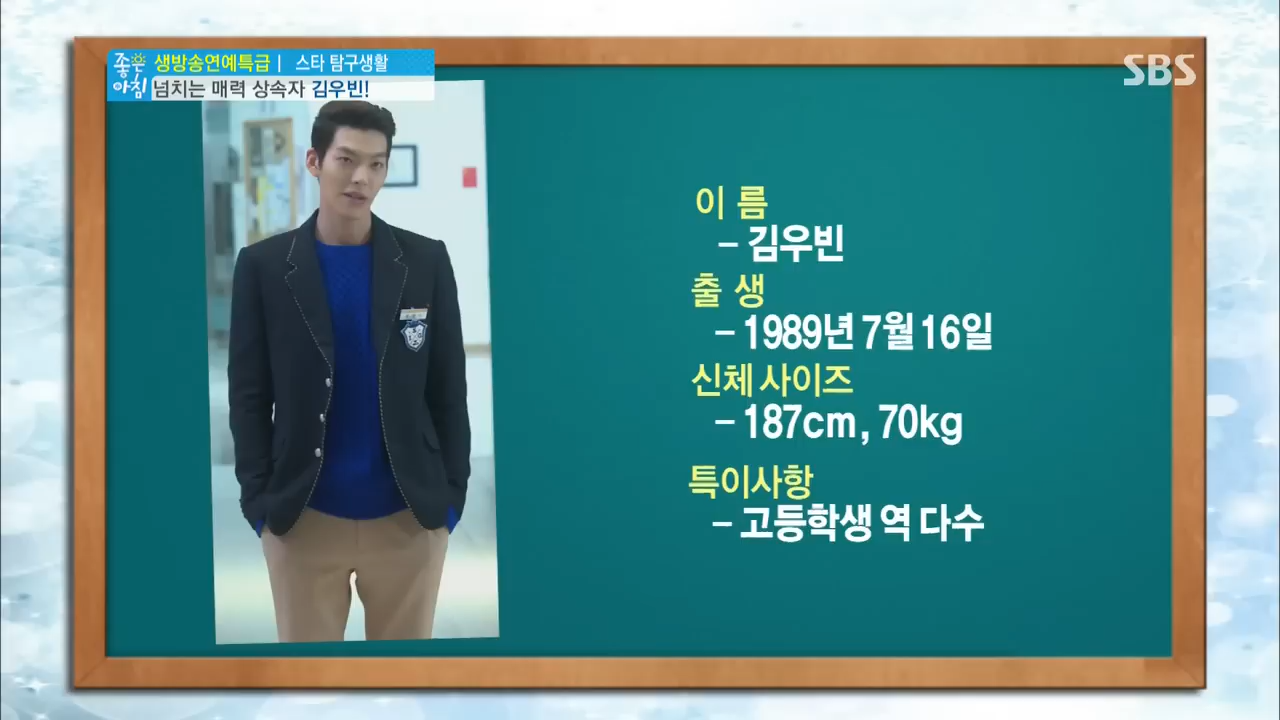 좋은
아침
생방송연예특급 | 스타 탐구생활
넘치는 매력 상속자 김우빈!
SBS
이 름
- 김우빈
출 생
- 1989년 7월 16일
신체 사이즈
- 187cm, 70kg
특이사항
- 고등학생 역 다수